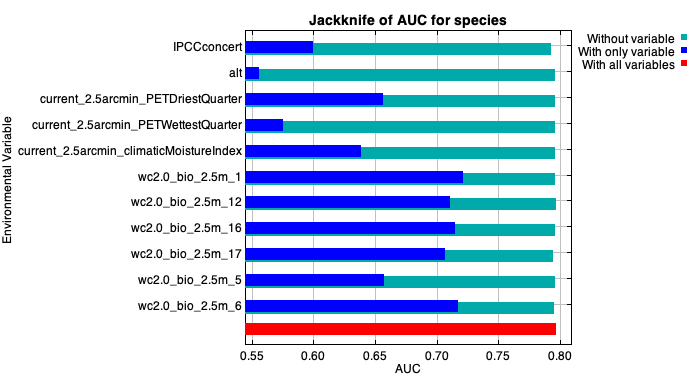 Jackknife of AUC for species
Without variable
With only variable
With all variables
Environmental Variable
IPCCconcert
alt
current_2.5arcmin_PETDriestQuarter
current_2.5arcmin_PETWettestQuarter
current_2.5arcmin_climaticMoistureIndex
wc2.0_bio_2.5m_1
wc2.0_bio_2.5m_12
wc2.0_bio_2.5m_16
wc2.0_bio_2.5m_17
wc2.0_bio_2.5m_5
wc2.0_bio_2.5m_6
0.55 0.60 0.65 0.70 0.75 0.80
AUC